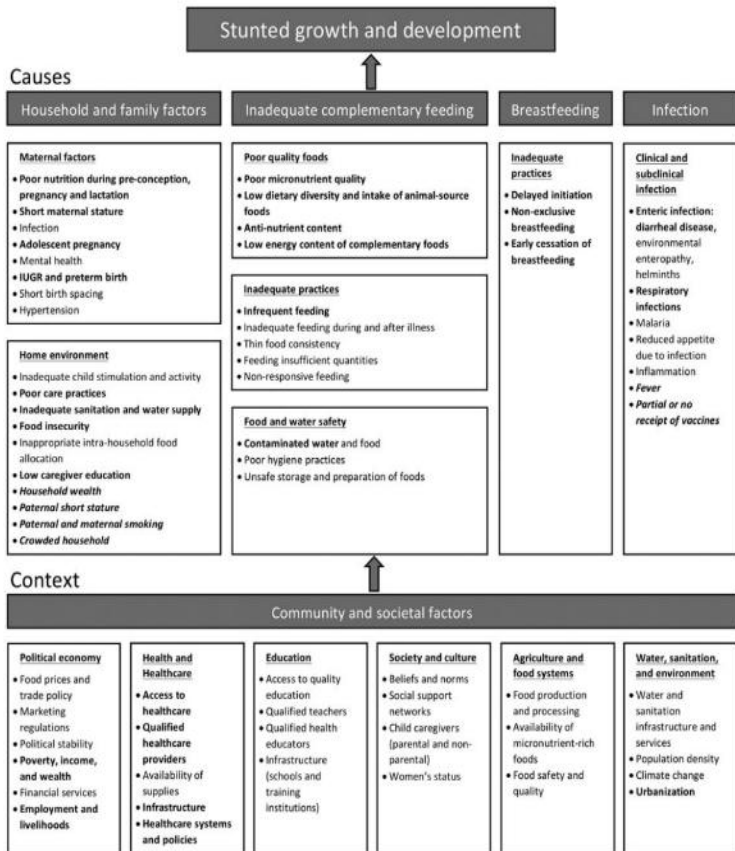 Stunted growth and development
Causes
Household and family factors
Inadequate complementary feeding
Breastfeeding
Infection
Maternal factors
• Poor nutrition during pre-conception,
pregnancy and lactation
• Short maternal stature
• Infection
• Adolescent pregnancy
• Mental health
• IUGR and preterm birth
• Short birth spacing
• Hypertension
Home environment
• Inadequate child stimulation and activity
• Poor care practices
• Inadequate sanitation and water supply
• Food insecurity
• Inappropriate intra-household food
allocation
• Low caregiver education
• Household wealth
• Paternal short stature
• Paternal and maternal smoking
• Crowded household
Poor quality foods
• Poor micronutrient quality
• Low dietary diversity and intake of animal-source
foods
• Anti-nutrient content
• Low energy content of complementary foods
Inadequate practices
• Infrequent feeding
• Inadequate feeding during and after illness
• Thin food consistency
• Feeding insufficient quantities
• Non-responsive feeding
Food and water safety
• Contaminated water and food
• Poor hygiene practices
• Unsafe storage and preparation of foods
Inadequate
practices
• Delayed initiation
• Non-exclusive
breastfeeding
• Early cessation of
breastfeeding
Clinical and
subclinical
infection
• Enteric infection:
diarrheal disease,
environmental
enteropathy,
helminths
• Respiratory
infections
• Malaria
• Reduced appetite
due to infection
• Inflammation
• Fever
• Partial or no
receipt of vaccines
Context
Community and societal factors
Political economy
• Food prices and
trade policy
• Marketing
regulations
• Political stability
• Poverty, income,
and wealth
• Financial services
• Employment and
livelihoods
Health and
Healthcare
• Access to
healthcare
• Qualified
healthcare
providers
• Availability of
supplies
• Infrastructure
• Healthcare systems
and policies
Education
• Access to quality
education
• Qualified teachers
• Qualified health
educators
• Infrastructure
(schools and
training
institutions)
Society and culture
• Beliefs and norms
• Social support
networks
• Child caregivers
(parental and non-
parental)
• Women's status
Agriculture and
food systems
• Food production
and processing
• Availability of
micronutrient-rich
foods
• Food safety and
quality
Water, sanitation,
and environment
• Water and
sanitation
infrastructure and
services
• Population density
• Climate change
• Urbanization